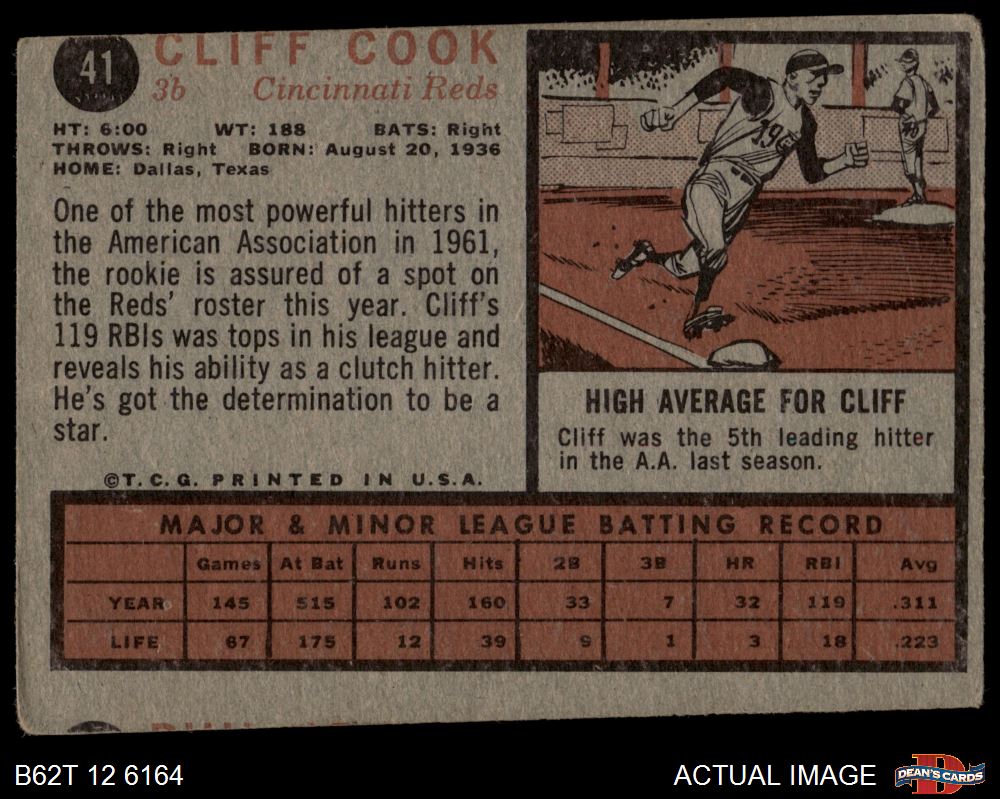 41
CLIFF COOK
3b Cincinnati Reds
HT: 6:00 WT: 188 BATS: Right
THROWS: Right BORN: August 20, 1936
HOME: Dallas, Texas
One of the most powerful hitters in
the American Association in 1961,
the rookie is assured of a spot on
the Reds' roster this year. Cliff's
119 RBIs was tops in his league and
reveals his ability as a clutch hitter.
He's got the determination to be a
star.
©T.C.G. PRINTED IN U.S.A.
196
HIGH AVERAGE FOR CLIFF
Cliff was the 5th leading hitter
in the A.A. last season.
MAJOR & MINOR LEAGUE BATTING RECORD
Games At Bat Runs Hits 2B 3B HR RBI Avg
YEAR 145 515 102 160 33 7 32 119 .311
LIFE 67 175 12 39 9 1 3 18 .223
B62T 12 6164
ACTUAL IMAGE
DEAN'S CARDS